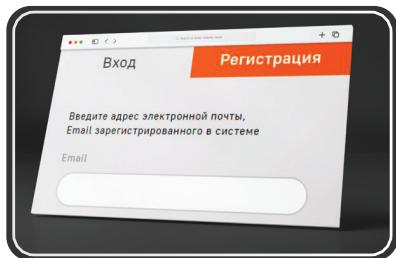 Вход
Регистрация
Введите адрес электронной почты,
Email зарегистрированного в системе
Email